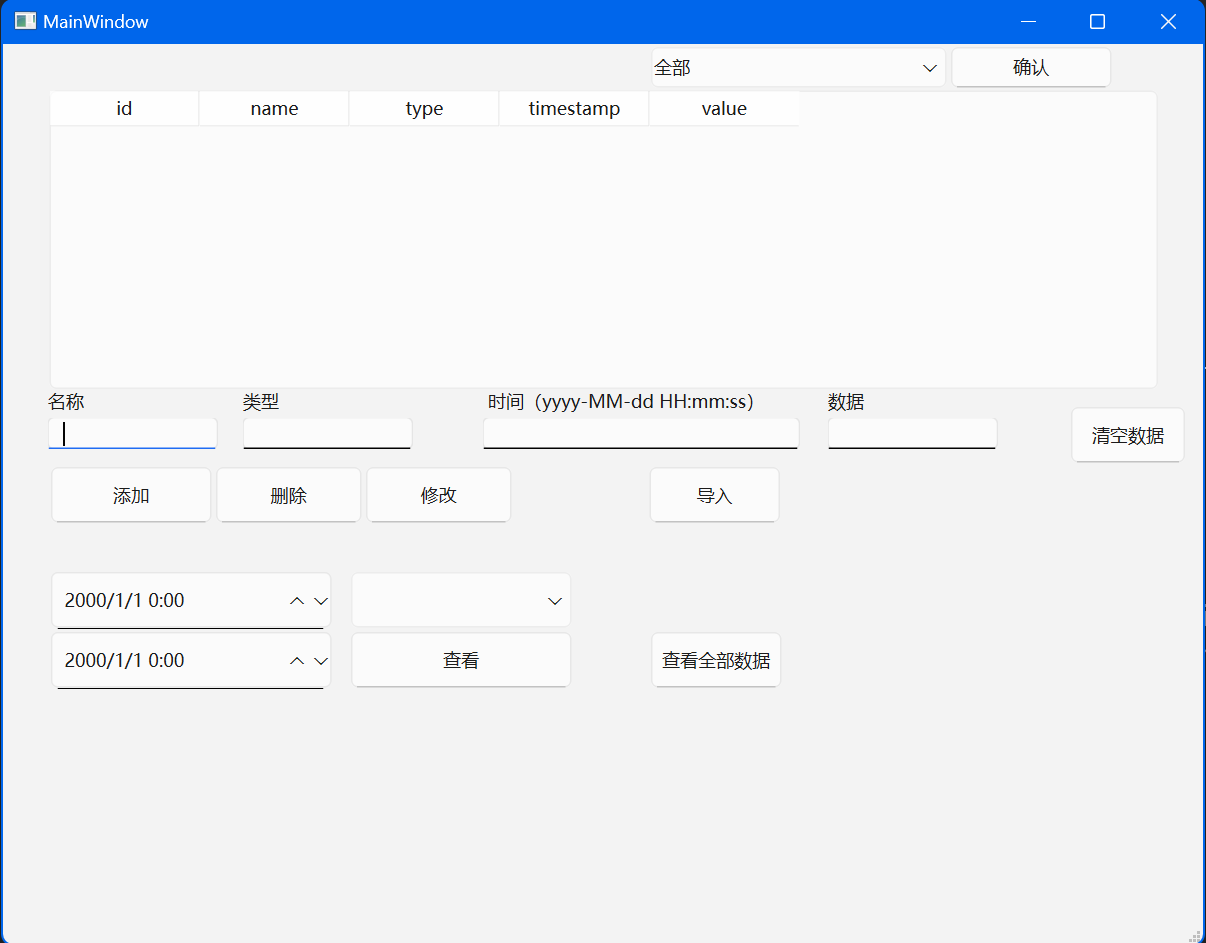 MainWindow
全部
确认
id name type timestamp value
名称 类型 时间（yyyy-MM-dd HH:mm:ss） 数据
清空数据
添加 删除 修改 导入
2000/1/1 0:00
2000/1/1 0:00 查看 查看全部数据